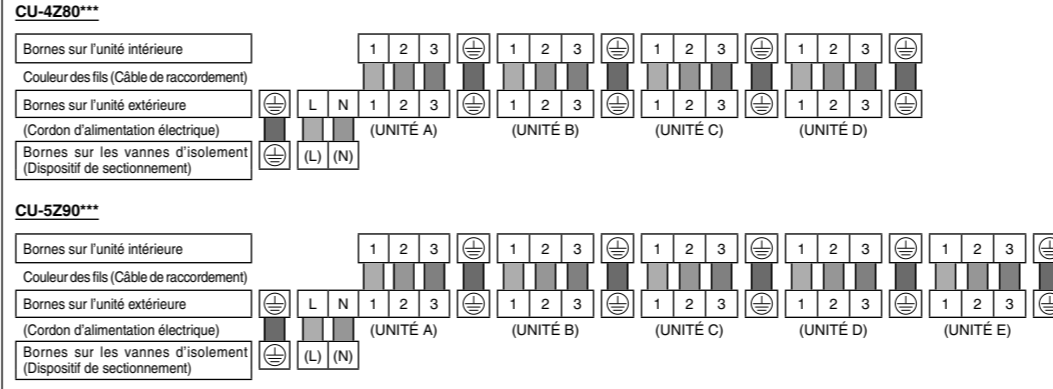 CU-4Z80***
Bornes sur l'unité intérieure 1 2 3 1 2 3 1 2 3 1 2 3
Couleur des fils (Câble de raccordement)
Bornes sur l'unité extérieure L N 1 2 3 1 2 3 1 2 3 1 2 3
(Cordon d'alimentation électrique) (UNITÉ A) (UNITÉ B) (UNITÉ C) (UNITÉ D)
Bornes sur les vannes d'isolement (L) (N)
(Dispositif de sectionnement)
CU-5Z90***
Bornes sur l'unité intérieure 1 2 3 1 2 3 1 2 3 1 2 3 1 2 3
Couleur des fils (Câble de raccordement)
Bornes sur l'unité extérieure L N 1 2 3 1 2 3 1 2 3 1 2 3 1 2 3
(Cordon d'alimentation électrique) (UNITÉ A) (UNITÉ B) (UNITÉ C) (UNITÉ D) (UNITÉ E)
Bornes sur les vannes d'isolement (L) (N)
(Dispositif de sectionnement)